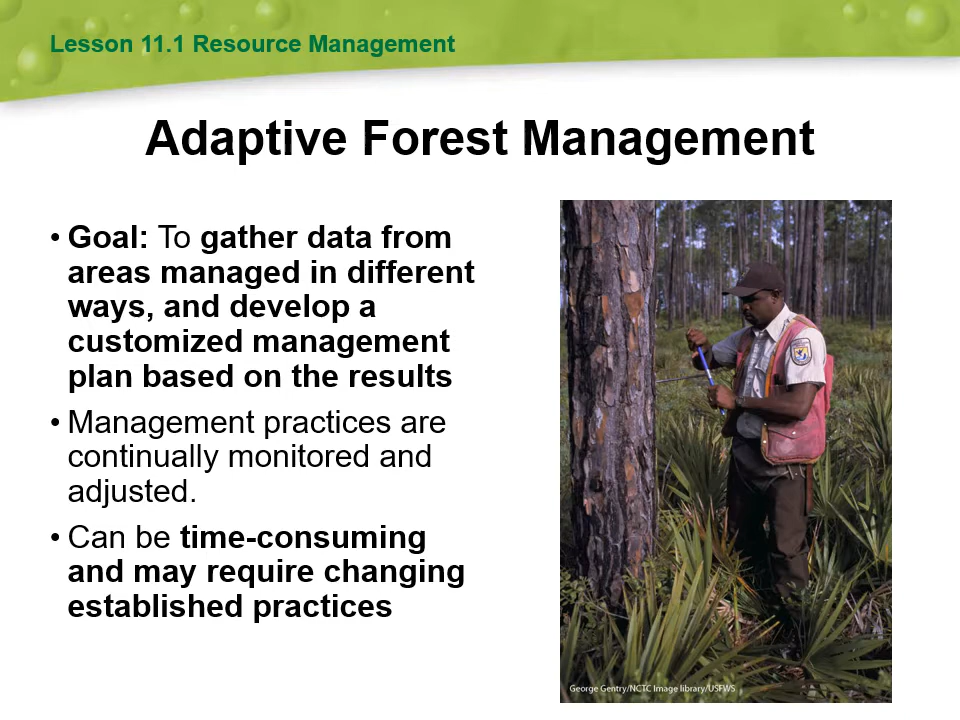 Lesson 11.1 Resource Management
Adaptive Forest Management
• Goal: To gather data from
areas managed in different
ways, and develop a
customized management
plan based on the results
• Management practices are
continually monitored and
adjusted.
• Can be time-consuming
and may require changing
established practices
George Gentry/NCTC Image library/USFWS